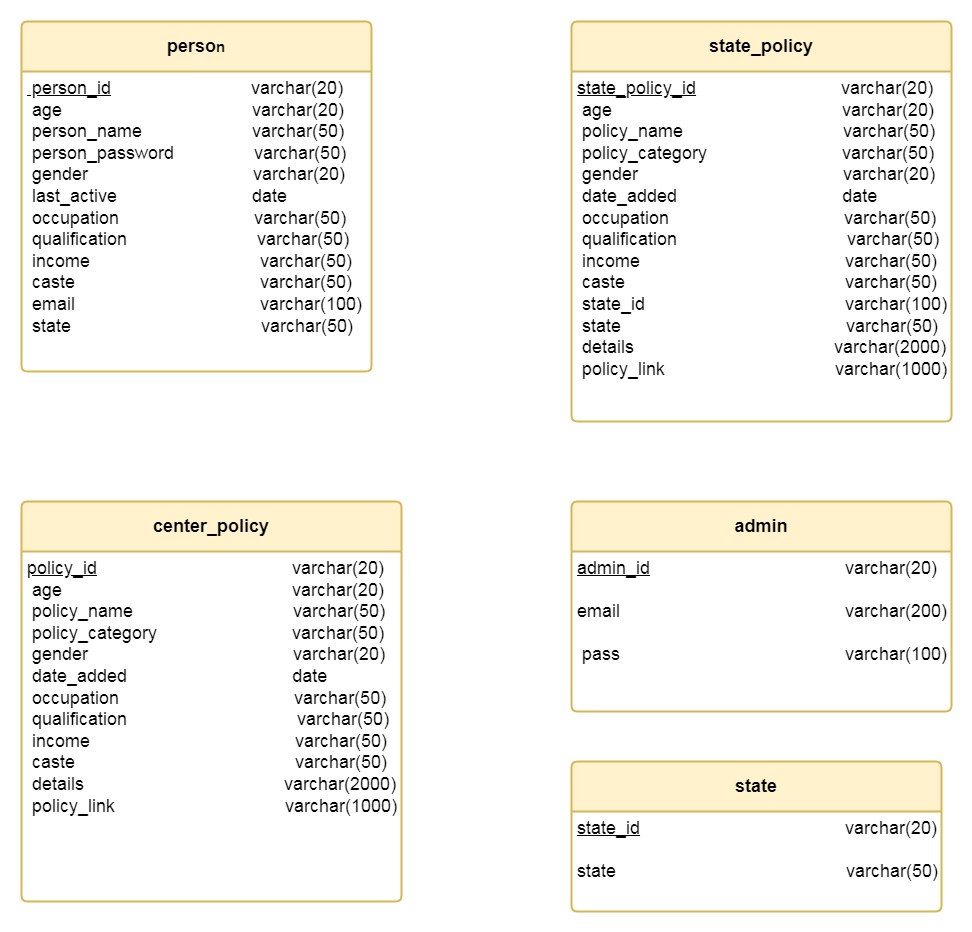 person
person_id varchar(20)
age varchar(20)
person_name varchar(50)
person_password varchar(50)
gender varchar(20)
last_active date
occupation varchar(50)
qualification varchar(50)
income varchar(50)
caste varchar(50)
email varchar(100)
state varchar(50)
state_policy
state_policy_id varchar(20)
age varchar(20)
policy_name varchar(50)
policy_category varchar(50)
gender varchar(20)
date_added date
occupation varchar(50)
qualification varchar(50)
income varchar(50)
caste varchar(50)
state_id varchar(100)
state varchar(50)
details varchar(2000)
policy_link varchar(1000)
center_policy
policy_id varchar(20)
age varchar(20)
policy_name varchar(50)
policy_category varchar(50)
gender varchar(20)
date_added date
occupation varchar(50)
qualification varchar(50)
income varchar(50)
caste varchar(50)
details varchar(2000)
policy_link varchar(1000)
admin
admin_id varchar(20)
email varchar(200)
pass varchar(100)
state
state_id varchar(20)
state varchar(50)